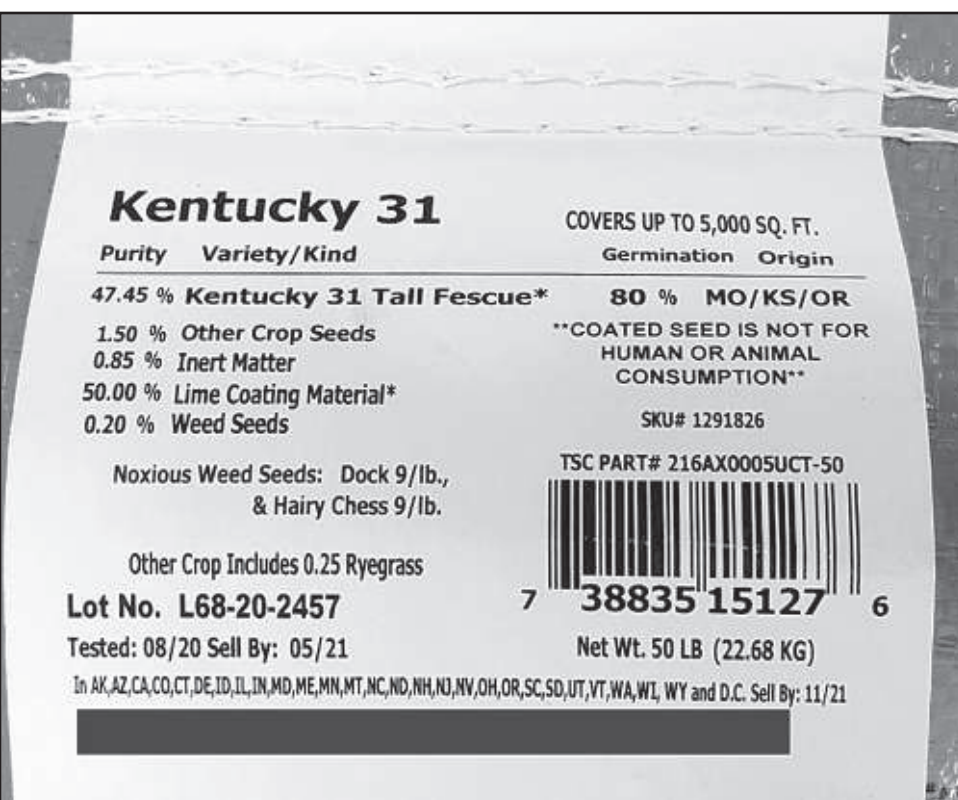 Kentucky 31
COVERS UP TO 5,000 SQ. FT.
Purity Variety/Kind Germination Origin
47.45 % Kentucky 31 Tall Fescue* 80 % MO/KS/OR
1.50 % Other Crop Seeds
0.85 % Inert Matter
50.00 % Lime Coating Material*
0.20 % Weed Seeds
**COATED SEED IS NOT FOR
HUMAN OR ANIMAL
CONSUMPTION**
SKU# 1291826
Noxious Weed Seeds: Dock 9/lb.,
& Hairy Chess 9/lb.
TSC PART# 216AX0005UCT-50
7 38835 15127 6
Other Crop Includes 0.25 Ryegrass
Lot No. L68-20-2457
Tested: 08/20 Sell By: 05/21
Net Wt. 50 LB (22.68 KG)
In AK,AZ,CA,CO,CT,DE,ID,IL,IN,MD,ME,MN,MT,NC,ND,NH,NJ,NV,OH,OR,SC,SD,UT,VT,WA,WI, WY and D.C. Sell By: 11/21